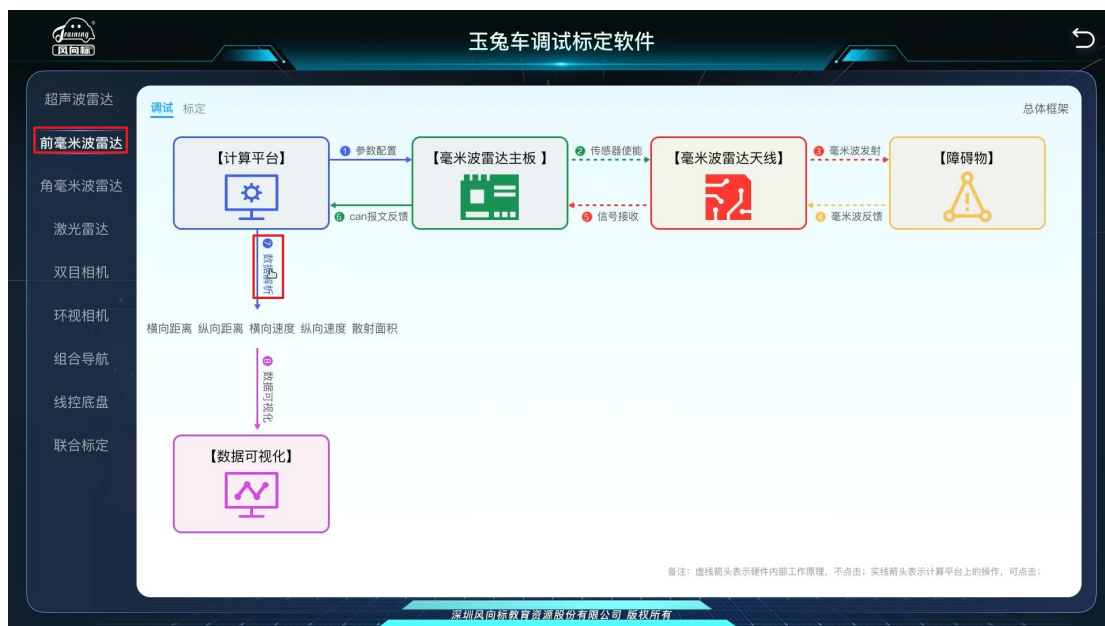 Training
风向标
玉兔车调试标定软件
超声波雷达
前毫米波雷达
角毫米波雷达
激光雷达
双目相机
环视相机
组合导航
线控底盘
联合标定
调试 标定
总体框架
【计算平台】
1 参数配置
【毫米波雷达主板 】
2 传感器使能
【毫米波雷达天线】
3 毫米波发射
【障碍物】
6 can报文反馈
5 信号接收
4 毫米波反馈
7 数据解析
横向距离 纵向距离 横向速度 纵向速度 散射面积
8 数据可视化
【数据可视化】
备注：虚线箭头表示硬件内部工作原理，不点击；实线箭头表示计算平台上的操作，可点击；
深圳风向标教育资源股份有限公司 版权所有